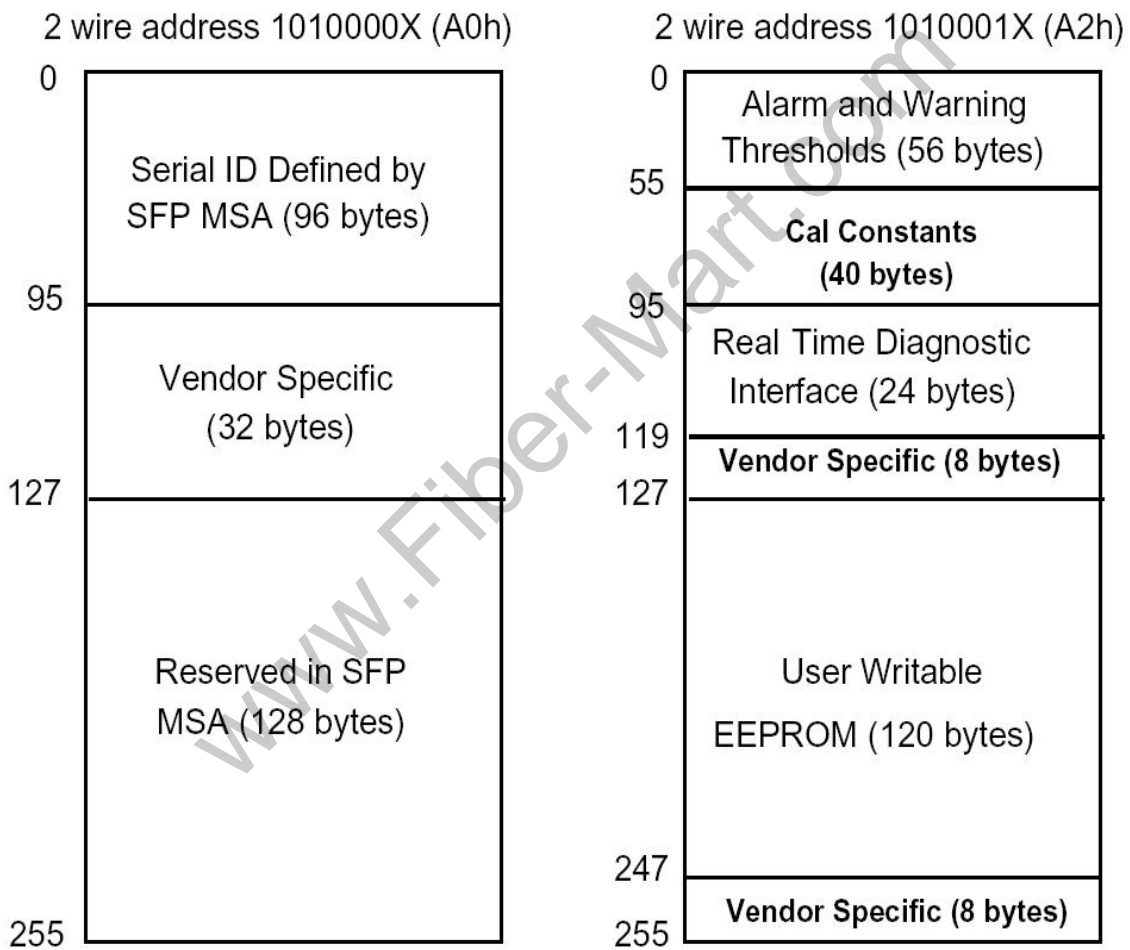 2 wire address 1010000X (A0h)
0
Serial ID Defined by
SFP MSA (96 bytes)
95
Vendor Specific
(32 bytes)
127
Reserved in SFP
MSA (128 bytes)
255
2 wire address 1010001X (A2h)
0
Alarm and Warning
Thresholds (56 bytes)
55
Cal Constants
(40 bytes)
95
Real Time Diagnostic
Interface (24 bytes)
119
Vendor Specific (8 bytes)
127
User Writable
EEPROM (120 bytes)
247
Vendor Specific (8 bytes)
255
www.Fiber-Mart.com